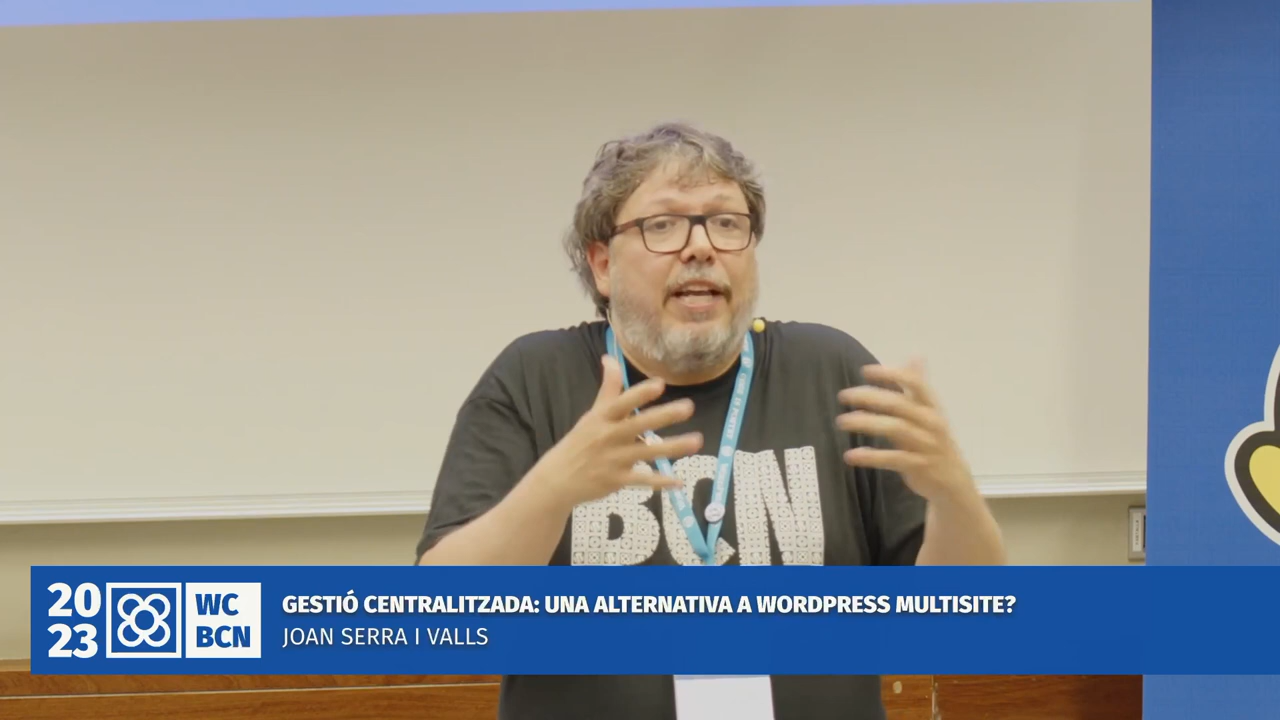 BCN
20
23
WC
BCN
GESTIÓ CENTRALITZADA: UNA ALTERNATIVA A WORDPRESS MULTISITE?
JOAN SERRA I VALLS